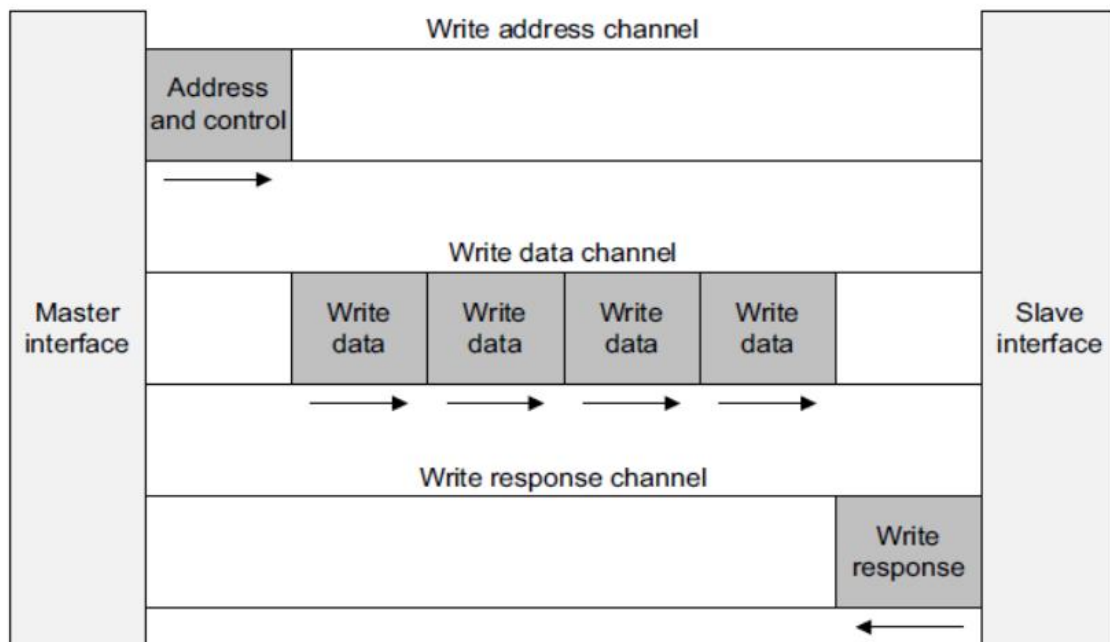 Write address channel
Address
and control
Write data channel
Master
interface
Write
data
Write
data
Write
data
Write
data
Slave
interface
Write response channel
Write
response